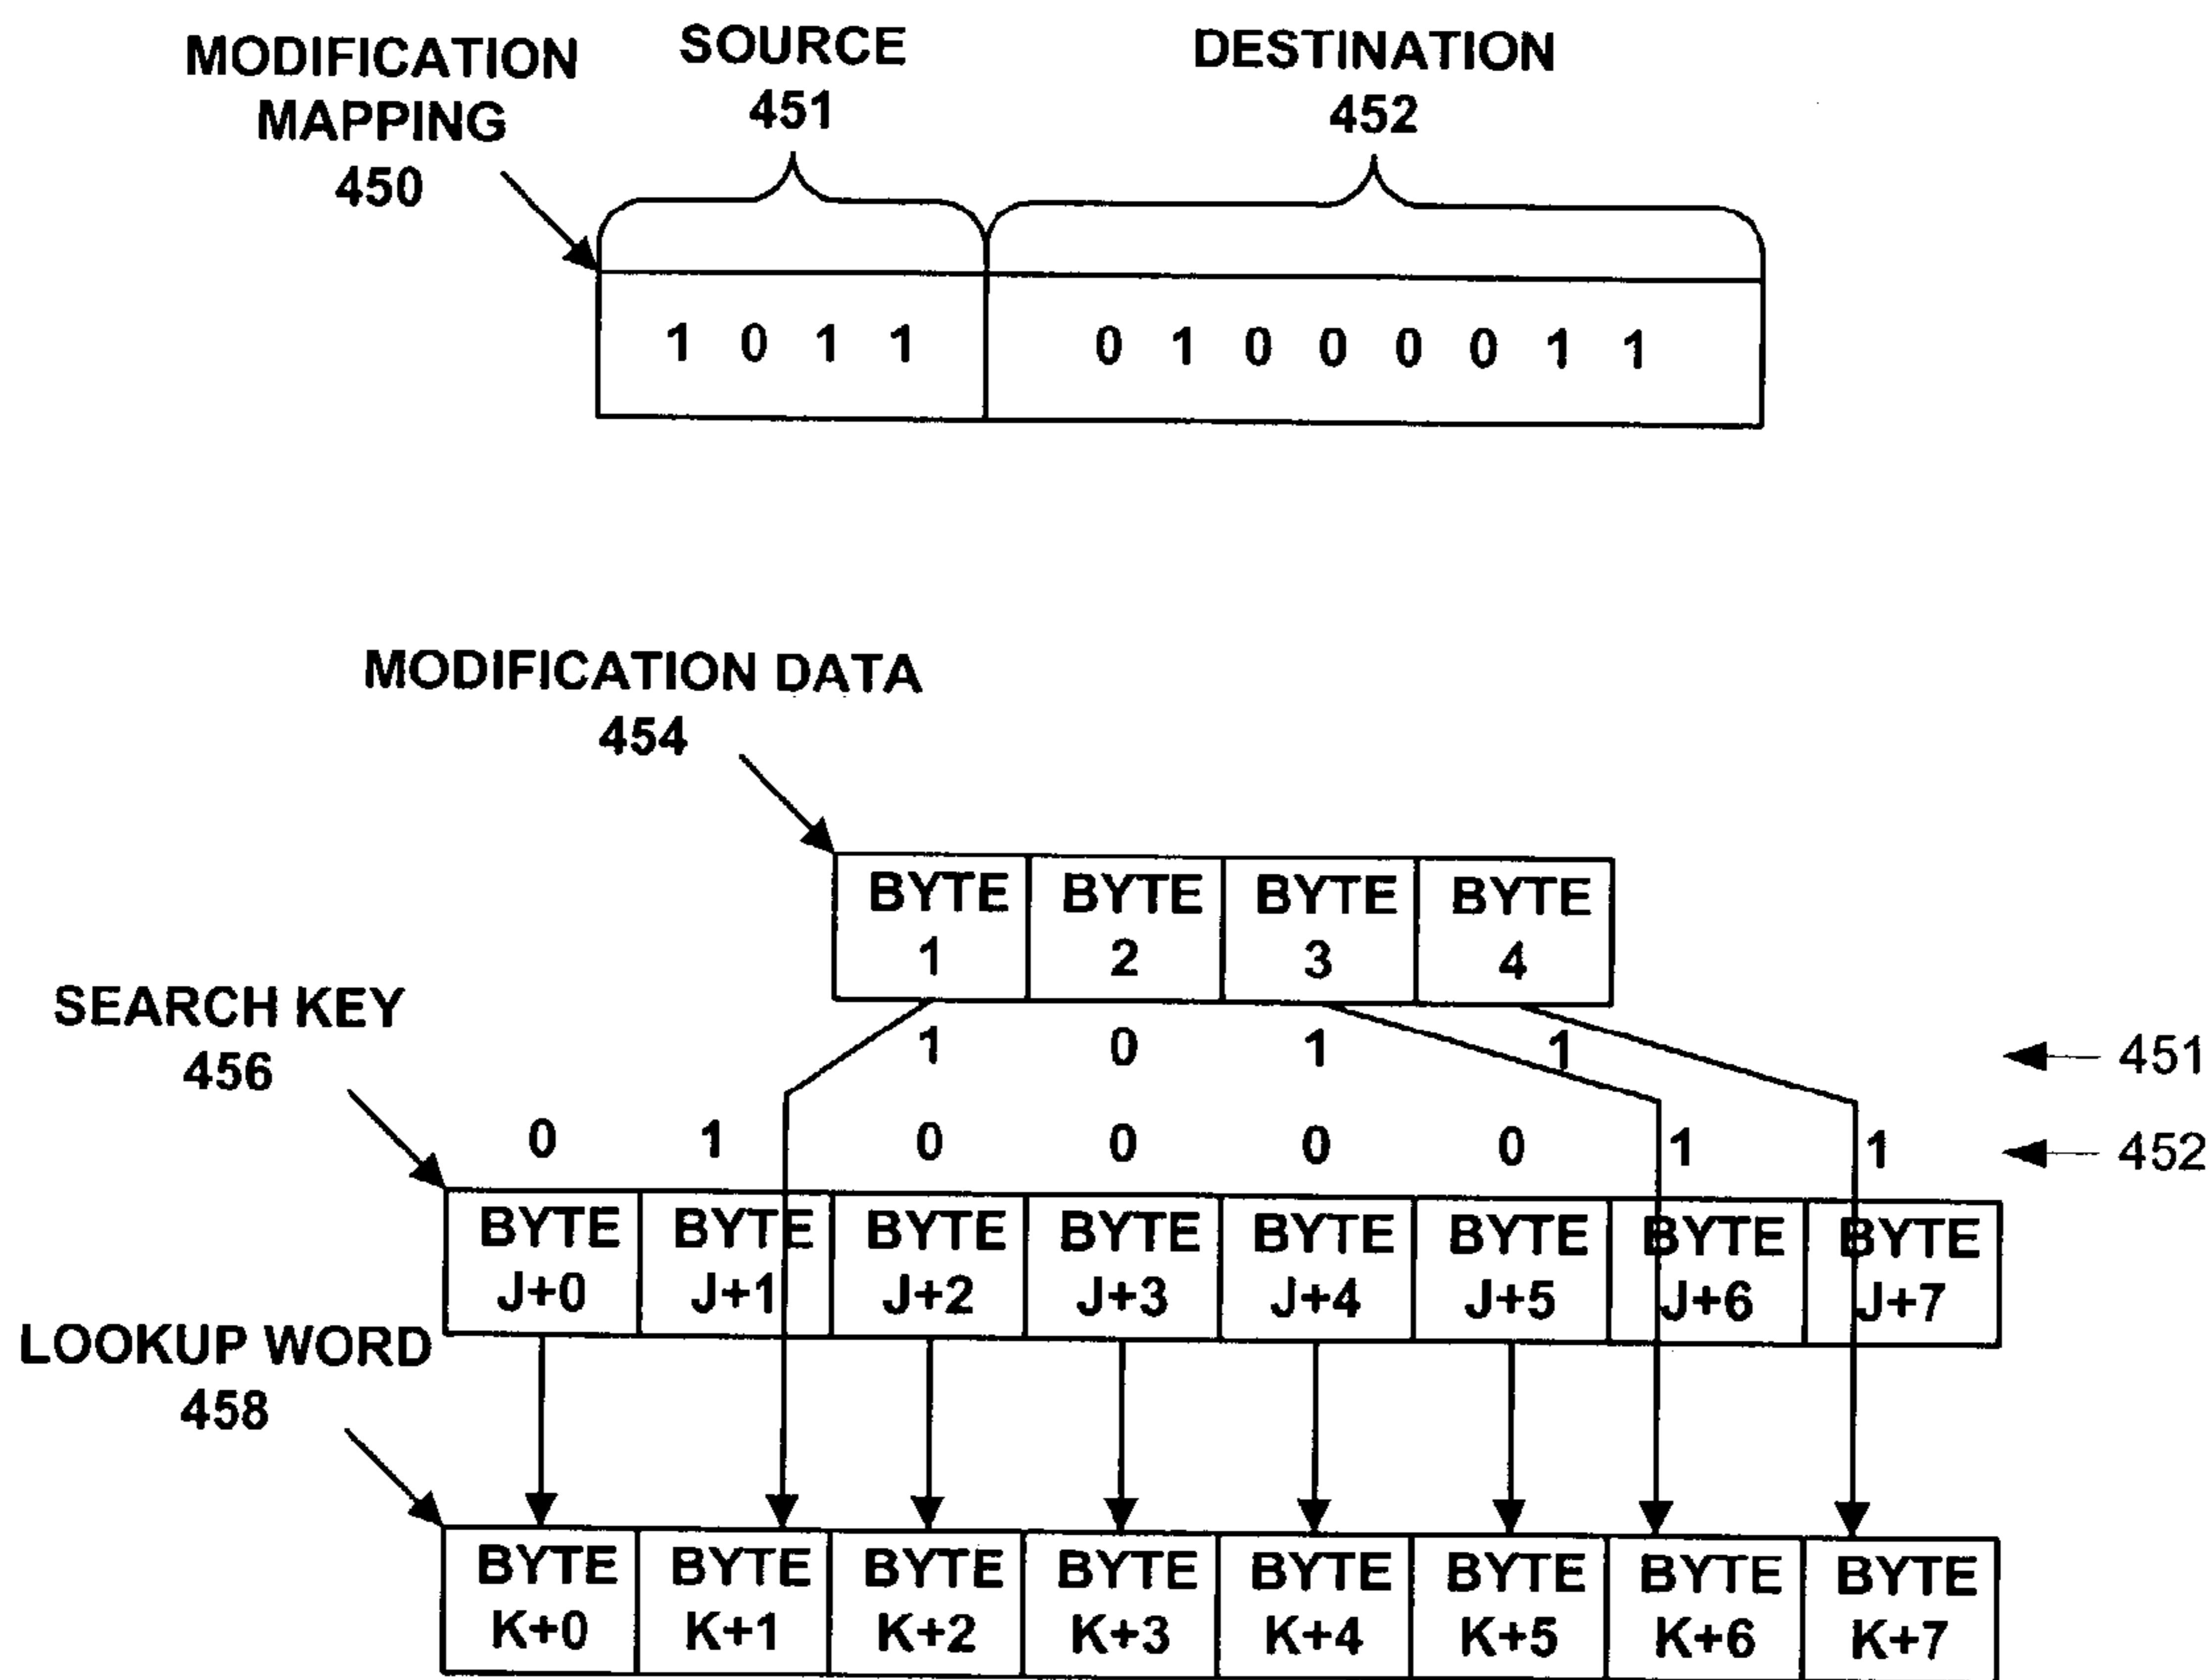 MODIFICATION MAPPING 450
SOURCE 451
DESTINATION 452
1 0 1 1 0 1 0 0 0 0 1 1
MODIFICATION DATA
454
BYTE 1 BYTE 2 BYTE 3 BYTE 4
1 0 1 1 451
SEARCH KEY
456
0 1 0 0 0 0 1 1 452
BYTE J+0 BYTE J+1 BYTE J+2 BYTE J+3 BYTE J+4 BYTE J+5 BYTE J+6 BYTE J+7
LOOKUP WORD
458
BYTE K+0 BYTE K+1 BYTE K+2 BYTE K+3 BYTE K+4 BYTE K+5 BYTE K+6 BYTE K+7